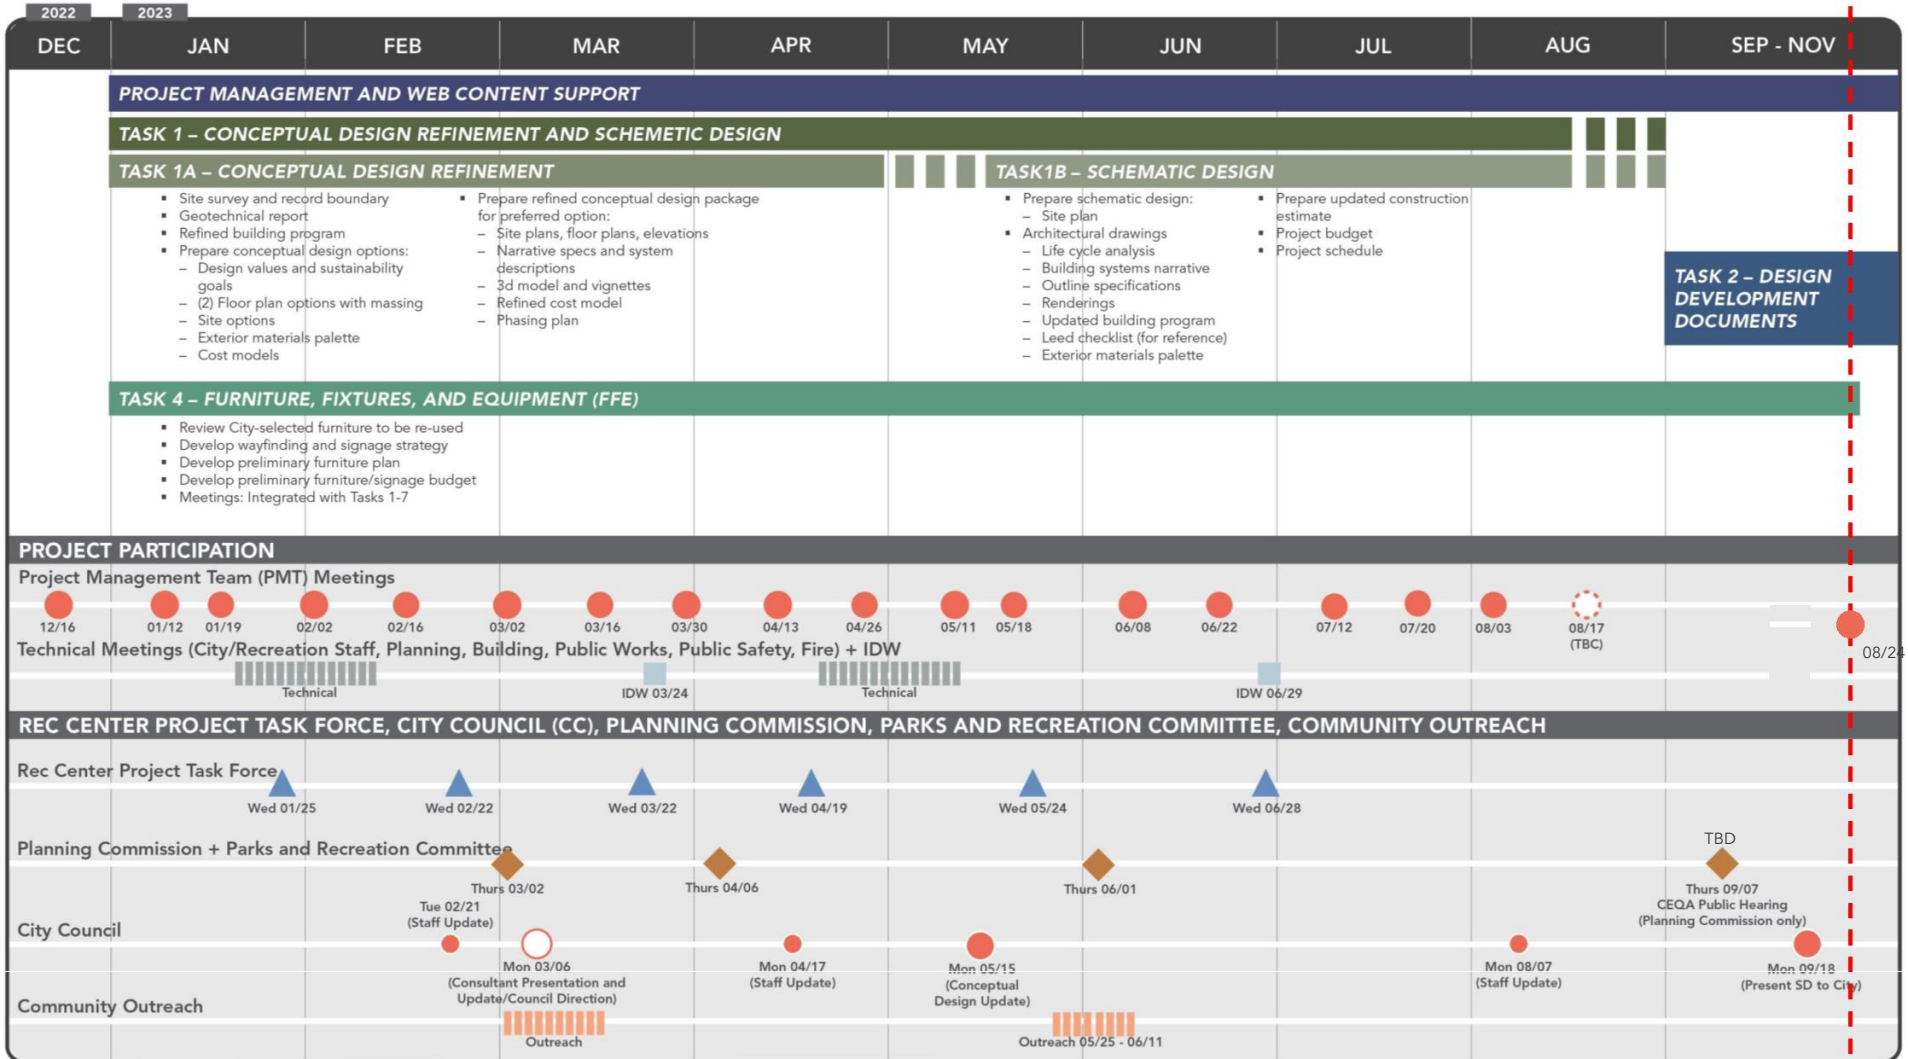 2022
2023
DEC
JAN
FEB
MAR
APR
MAY
JUN
JUL
AUG
SEP - NOV
PROJECT MANAGEMENT AND WEB CONTENT SUPPORT
TASK 1 – CONCEPTUAL DESIGN REFINEMENT AND SCHEMETIC DESIGN
TASK 1A – CONCEPTUAL DESIGN REFINEMENT
TASK1B – SCHEMATIC DESIGN
▪ Site survey and record boundary
▪ Geotechnical report
▪ Refined building program
▪ Prepare conceptual design options:
– Design values and sustainability
goals
– (2) Floor plan options with massing
– Site options
– Exterior materials palette
– Cost models
▪ Prepare refined conceptual design package
for preferred option:
– Site plans, floor plans, elevations
– Narrative specs and system
descriptions
– 3d model and vignettes
– Refined cost model
– Phasing plan
▪ Prepare schematic design:
– Site plan
▪ Architectural drawings
– Life cycle analysis
– Building systems narrative
– Outline specifications
– Renderings
– Updated building program
– Leed checklist (for reference)
– Exterior materials palette
▪ Prepare updated construction
estimate
▪ Project budget
▪ Project schedule
TASK 2 – DESIGN
DEVELOPMENT
DOCUMENTS
TASK 4 – FURNITURE, FIXTURES, AND EQUIPMENT (FFE)
▪ Review City-selected furniture to be re-used
▪ Develop wayfinding and signage strategy
▪ Develop preliminary furniture plan
▪ Develop preliminary furniture/signage budget
▪ Meetings: Integrated with Tasks 1-7
PROJECT PARTICIPATION
Project Management Team (PMT) Meetings
12/16
01/12
01/19
02/02
02/16
03/02
03/16
03/30
04/13
04/26
05/11
05/18
06/08
06/22
07/12
07/20
08/03
08/17
(TBC)
08/24
Technical Meetings (City/Recreation Staff, Planning, Building, Public Works, Public Safety, Fire) + IDW
Technical
IDW 03/24
Technical
IDW 06/29
REC CENTER PROJECT TASK FORCE, CITY COUNCIL (CC), PLANNING COMMISSION, PARKS AND RECREATION COMMITTEE, COMMUNITY OUTREACH
Rec Center Project Task Force
Wed 01/25
Wed 02/22
Wed 03/22
Wed 04/19
Wed 05/24
Wed 06/28
Planning Commission + Parks and Recreation Committee
TBD
Thurs 03/02
Thurs 04/06
Thurs 06/01
Thurs 09/07
CEQA Public Hearing
(Planning Commission only)
City Council
Tue 02/21
(Staff Update)
Mon 03/06
(Consultant Presentation and
Update/Council Direction)
Mon 04/17
(Staff Update)
Mon 05/15
(Conceptual
Design Update)
Mon 08/07
(Staff Update)
Mon 09/18
(Present SD to City)
Community Outreach
Outreach
Outreach 05/25 - 06/11